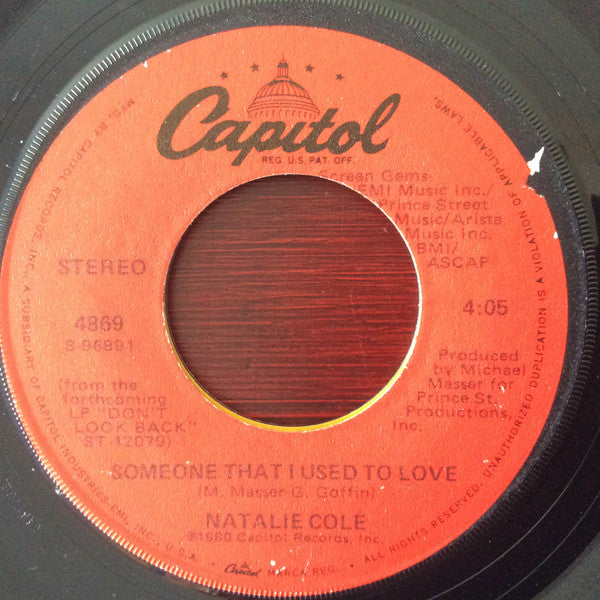 Capitol
REG. U.S. PAT. OFF.
Screen Gems-
EMI Music Inc./
Prince Street
Music/Arista
Music Inc.
BMI/
ASCAP
STEREO
4869
S-96891
4:05
(from the
forthcoming
LP "DON'T
LOOK BACK"
ST-12079)
Produced
by Michael
Masser for
Prince St.
Productions,
Inc.
SOMEONE THAT I USED TO LOVE
(M. Masser-G. Goffin)
NATALIE COLE
℗1980 Capitol Records, Inc.
Capitol MARCA REG.
MFD. BY CAPITOL RECORDS, INC., A SUBSIDIARY OF CAPITOL INDUSTRIES-EMI, INC., U.S.A.
ALL RIGHTS RESERVED. UNAUTHORIZED DUPLICATION IS A VIOLATION OF APPLICABLE LAWS.